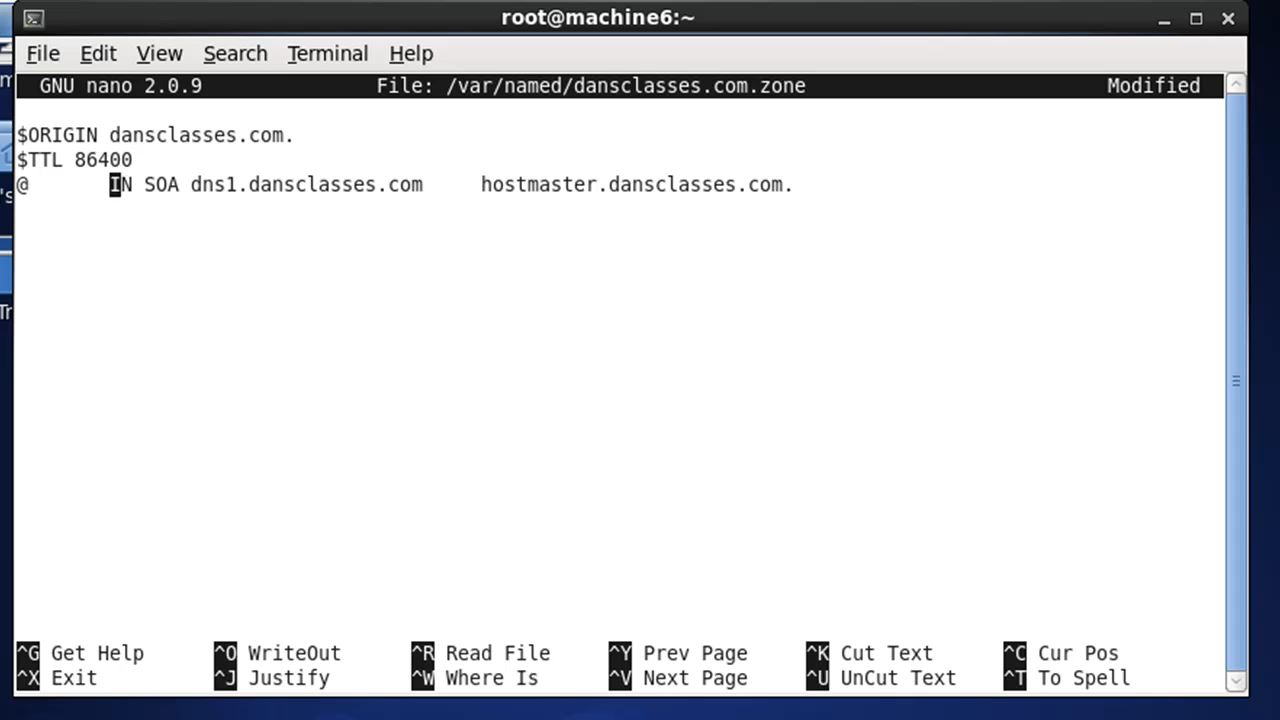 root@machine6:~
File Edit View Search Terminal Help
GNU nano 2.0.9 File: /var/named/dansclasses.com.zone Modified
$ORIGIN dansclasses.com.
$TTL 86400
@ IN SOA dns1.dansclasses.com hostmaster.dansclasses.com.
^G Get Help ^O WriteOut ^R Read File ^Y Prev Page ^K Cut Text ^C Cur Pos
^X Exit ^J Justify ^W Where Is ^V Next Page ^U UnCut Text ^T To Spell